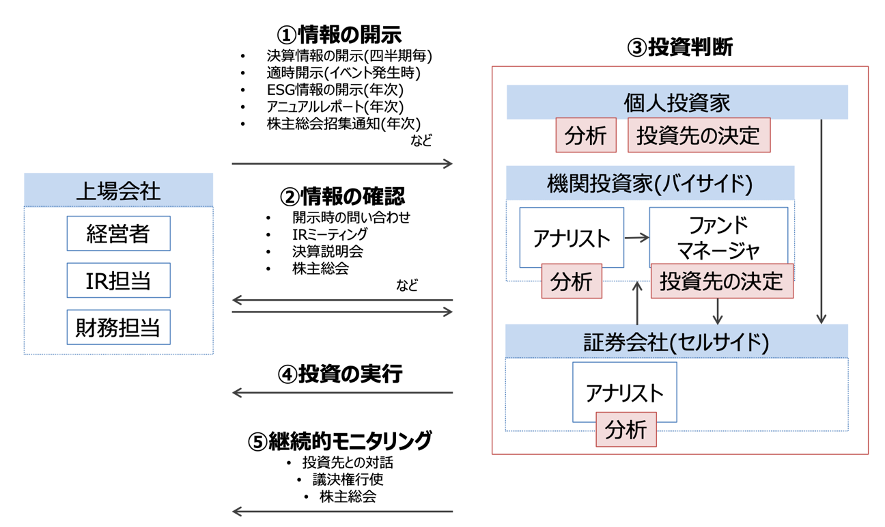 ①情報の開示
• 決算情報の開示(四半期毎)
• 適時開示(イベント発生時)
• ESG情報の開示(年次)
• アニュアルレポート(年次)
• 株主総会招集通知(年次)
など
上場会社
経営者
IR担当
財務担当
②情報の確認
• 開示時の問い合わせ
• IRミーティング
• 決算説明会
• 株主総会
など
③投資判断
個人投資家
分析
投資先の決定
機関投資家(バイサイド)
アナリスト
分析
ファンド
マネージャ
投資先の決定
証券会社(セルサイド)
アナリスト
分析
④投資の実行
⑤継続的モニタリング
• 投資先との対話
• 議決権行使
• 株主総会